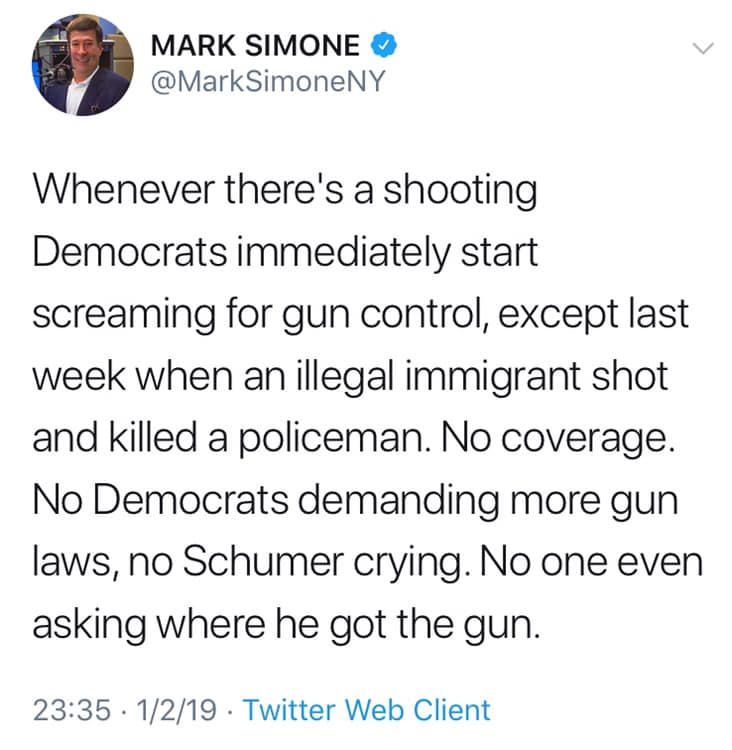 MARK SIMONE
@MarkSimoneNY
Whenever there's a shooting
Democrats immediately start
screaming for gun control, except last
week when an illegal immigrant shot
and killed a policeman. No coverage.
No Democrats demanding more gun
laws, no Schumer crying. No one even
asking where he got the gun.
23:35 · 1/2/19 · Twitter Web Client